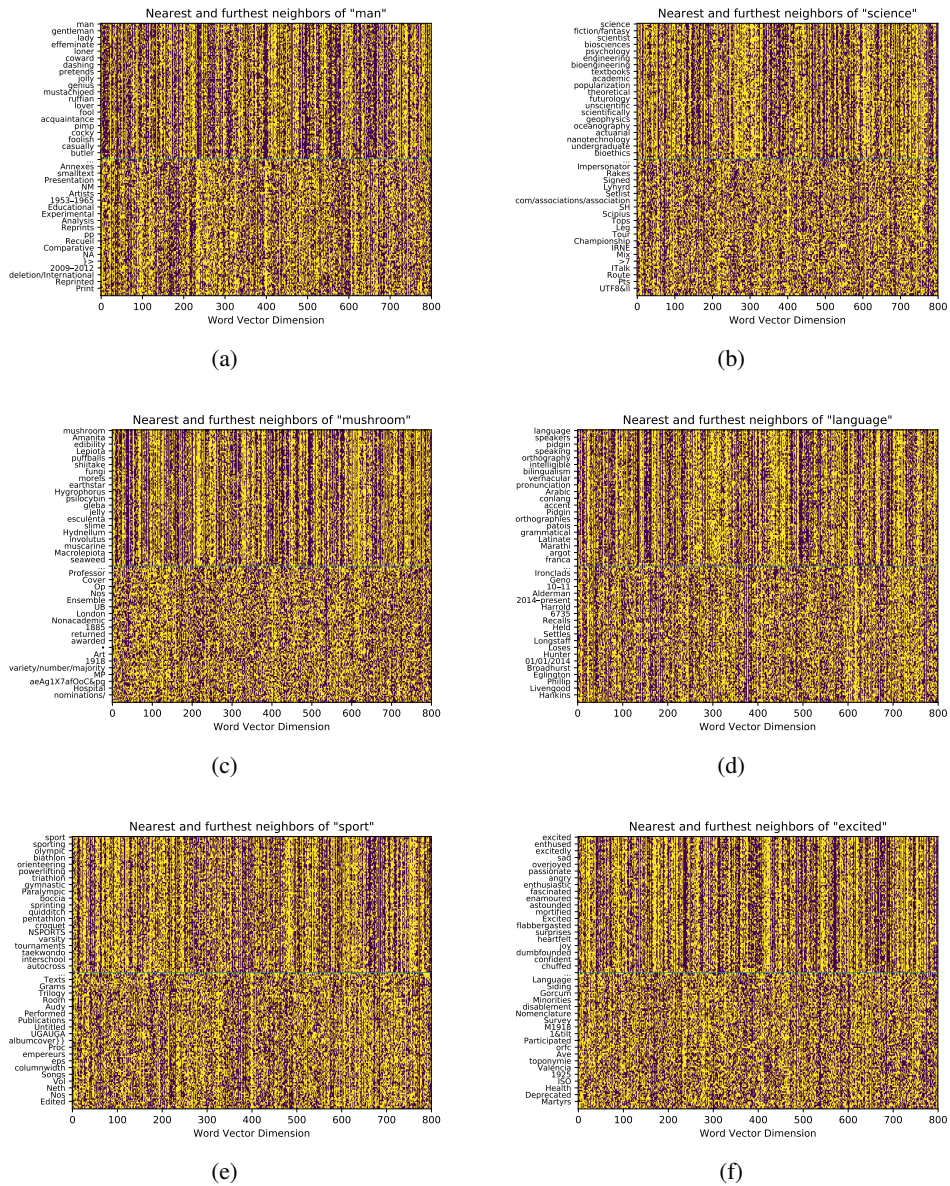 Nearest and furthest neighbors of "man"
man
gentleman
lady
effeminate
loner
coward
dashing
pretends
jolly
genius
mustachioed
ruffian
lover
fool
acquaintance
pimp
cocky
foolish
casually
butler
...
Annexes
smalltext
Presentation
NM
Artists
1953–1965
Educational
Experimental
Analysis
Reprints
pp
Recueil
Comparative
NA
}>
2009–2012
deletion/International
Reprinted
Print
0 100 200 300 400 500 600 700 800
Word Vector Dimension
(a)
Nearest and furthest neighbors of "science"
science
fiction/fantasy
scientist
biosciences
psychology
engineering
bioengineering
textbooks
academic
popularization
theoretical
futurology
unscientific
scientifically
geophysics
oceanography
actuarial
nanotechnology
undergraduate
bioethics
...
Impersonator
Rakes
Signed
Lyhyrd
Setlist
com/associations/association
SH
Scipius
Tops
Leg
Tour
Championship
IRNE
Mix
>7
ITalk
Route
Pts
UTF8&ll
0 100 200 300 400 500 600 700 800
Word Vector Dimension
(b)
Nearest and furthest neighbors of "mushroom"
mushroom
Amanita
edibility
Lepiota
puffballs
shiitake
fungi
morels
earthstar
Hygrophorus
psilocybin
gleba
jelly
esculenta
slime
Hydnellum
involutus
muscarine
Macrolepiota
seaweed
...
Professor
Cover
Op
Nos
Ensemble
UB
London
Nonacademic
1885
returned
awarded
•
Art
1918
variety/number/majority
MP
aeAg1X7afOoC&pg
Hospital
nominations/
0 100 200 300 400 500 600 700 800
Word Vector Dimension
(c)
Nearest and furthest neighbors of "language"
language
speakers
pidgin
speaking
orthography
intelligible
bilingualism
vernacular
pronunciation
Arabic
conlang
accent
Pidgin
orthographies
patois
grammatical
Latinate
Marathi
argot
franca
...
Ironclads
Geno
10–11
Alderman
2014–present
Harrold
6735
Recalls
Held
Settles
Longstaff
Loses
Hunter
01/01/2014
Broadhurst
Eglington
Phillip
Livengood
Hankins
0 100 200 300 400 500 600 700 800
Word Vector Dimension
(d)
Nearest and furthest neighbors of "sport"
sport
sporting
olympic
biathlon
orienteering
powerlifting
triathlon
gymnastic
Paralympic
boccia
sprinting
quidditch
pentathlon
croquet
NSPORTS
varsity
tournaments
taekwondo
interschool
autocross
...
Texts
Grams
Trilogy
Room
Audy
Performed
Publications
Untitled
UGAUGA
albumcover}}
Proc
empereurs
eps
columnwidth
Songs
Vol
Neth
Nos
Edited
0 100 200 300 400 500 600 700 800
Word Vector Dimension
(e)
Nearest and furthest neighbors of "excited"
excited
enthused
excitedly
sad
overjoyed
passionate
angry
enthusiastic
fascinated
enamoured
astounded
mortified
Excited
flabbergasted
surprises
heartfelt
joy
dumbfounded
confident
chuffed
...
Language
Siding
Gorcum
Minorities
disablement
Nomenclature
Survey
M1918
1&tilt
Participated
orfc
Ave
toponymie
Valencia
1925
ISO
Health
Deprecated
Martyrs
0 100 200 300 400 500 600 700 800
Word Vector Dimension
(f)